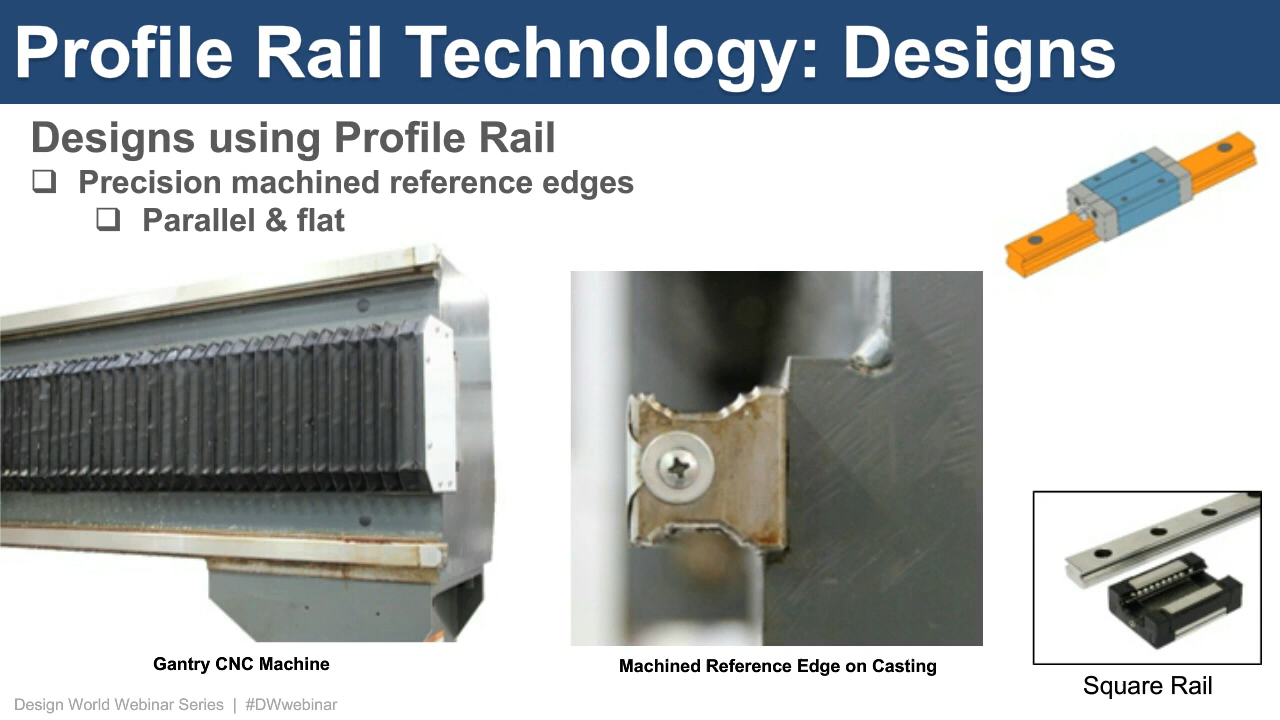 Profile Rail Technology: Designs
Designs using Profile Rail
❑ Precision machined reference edges
❑ Parallel & flat
Gantry CNC Machine
Machined Reference Edge on Casting
Square Rail
Design World Webinar Series | #DWwebinar